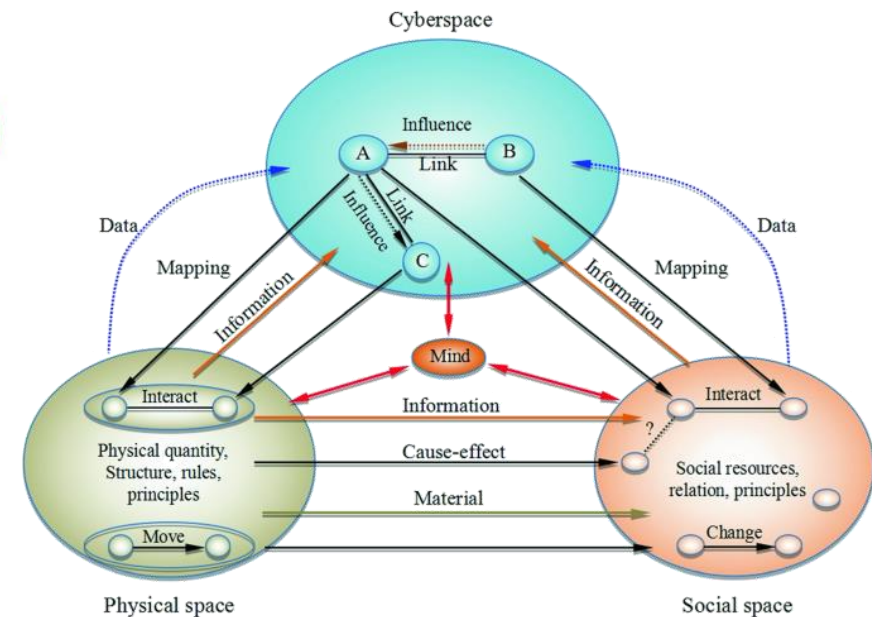 Cyberspace
Influence
A
B
Link
Link
Influence
C
Data
Data
Mapping
Mapping
Information
Information
Mind
Interact
Information
Interact
?
Physical quantity,
Structure, rules,
principles
Cause-effect
Social resources,
relation, principles
Material
Move
Change
Physical space
Social space